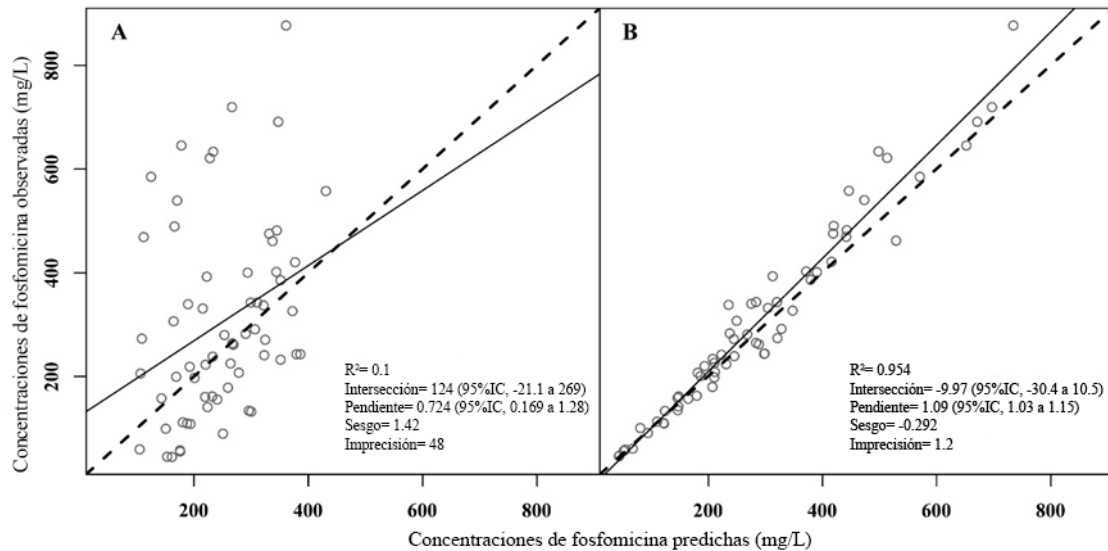 Concentraciones de fosfomicina observadas (mg/L)
800
600
400
200
A
R²= 0.1
Intersección= 124 (95%IC, -21.1 a 269)
Pendiente= 0.724 (95%IC, 0.169 a 1.28)
Sesgo= 1.42
Imprecisión= 48
B
R²= 0.954
Intersección= -9.97 (95%IC, -30.4 a 10.5)
Pendiente= 1.09 (95%IC, 1.03 a 1.15)
Sesgo= -0.292
Imprecisión= 1.2
200 400 600 800 200 400 600 800
Concentraciones de fosfomicina predichas (mg/L)